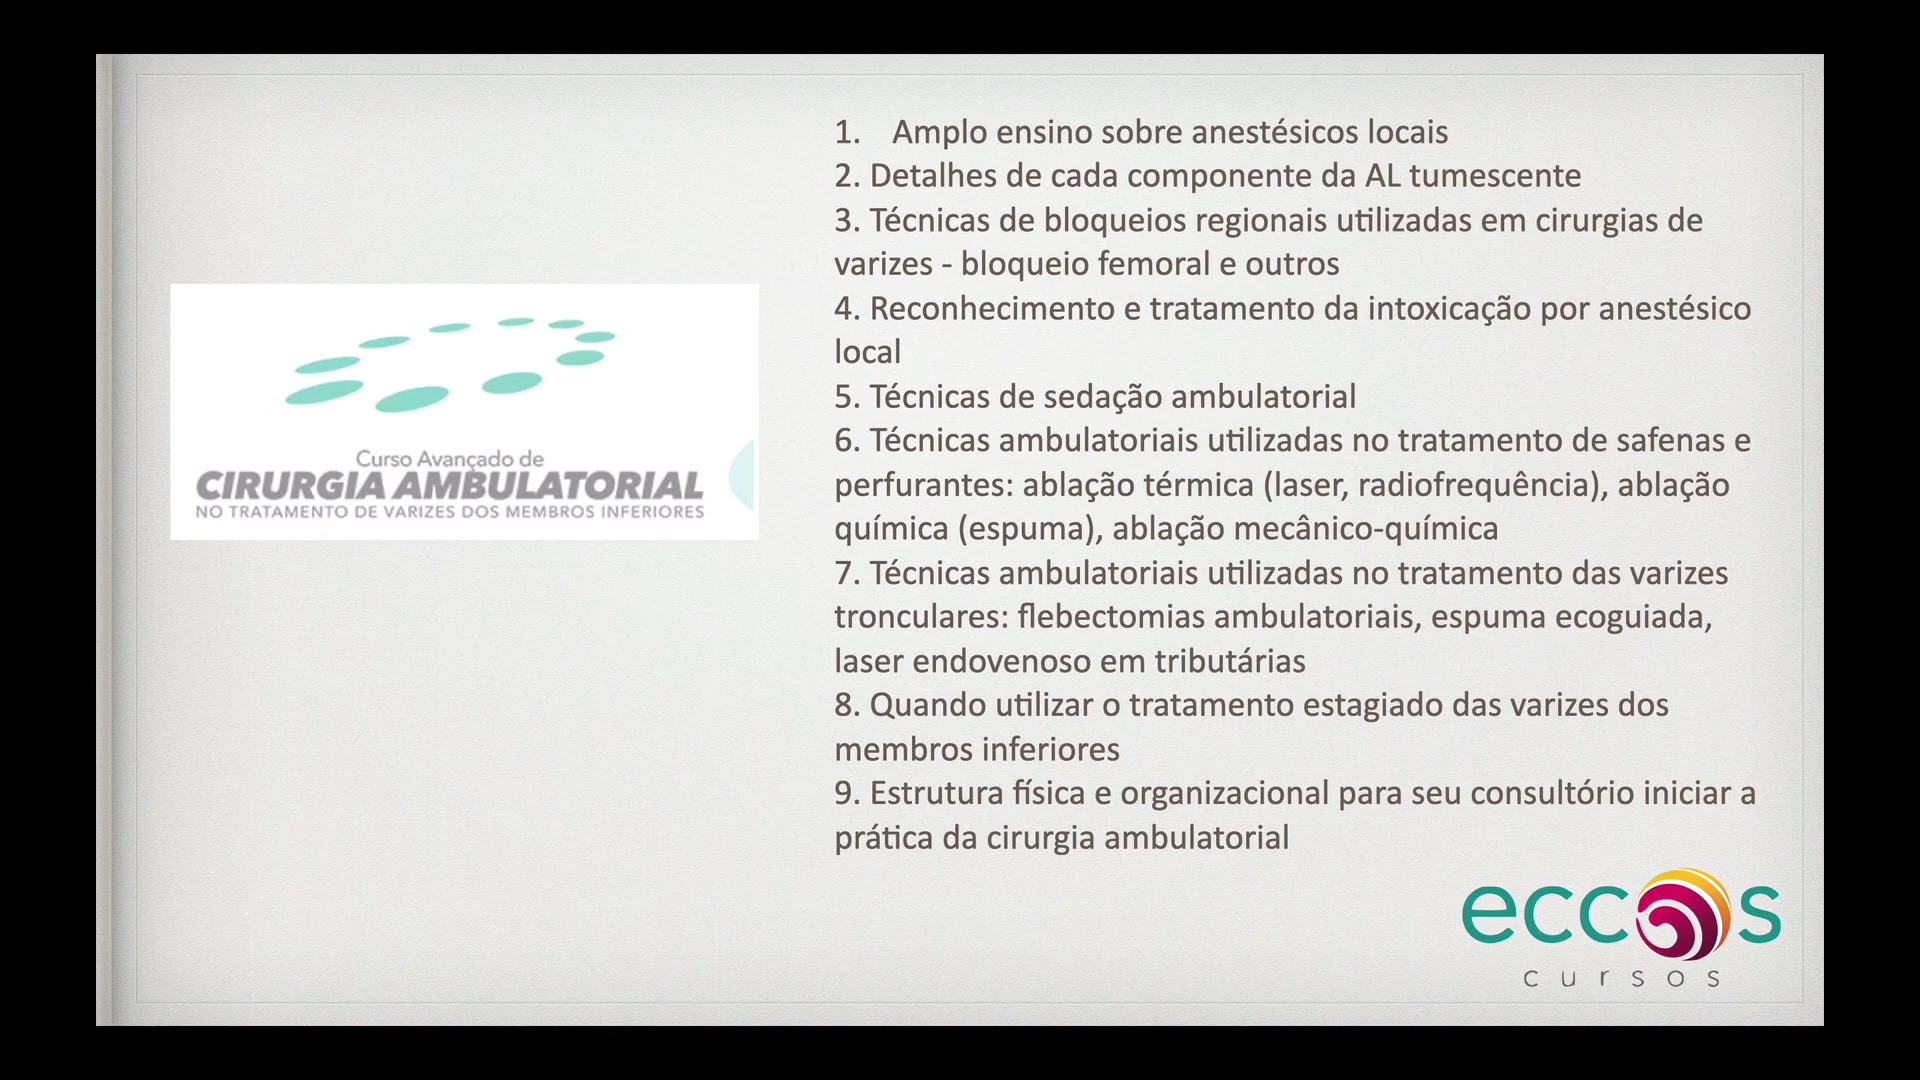 Curso Avançado de
CIRURGIA AMBULATORIAL
NO TRATAMENTO DE VARIZES DOS MEMBROS INFERIORES
1. Amplo ensino sobre anestésicos locais
2. Detalhes de cada componente da AL tumescente
3. Técnicas de bloqueios regionais utilizadas em cirurgias de
varizes - bloqueio femoral e outros
4. Reconhecimento e tratamento da intoxicação por anestésico
local
5. Técnicas de sedação ambulatorial
6. Técnicas ambulatoriais utilizadas no tratamento de safenas e
perfurantes: ablação térmica (laser, radiofrequência), ablação
química (espuma), ablação mecânico-química
7. Técnicas ambulatoriais utilizadas no tratamento das varizes
tronculares: flebectomias ambulatoriais, espuma ecoguiada,
laser endovenoso em tributárias
8. Quando utilizar o tratamento estagiado das varizes dos
membros inferiores
9. Estrutura física e organizacional para seu consultório iniciar a
prática da cirurgia ambulatorial
eccos
cursos